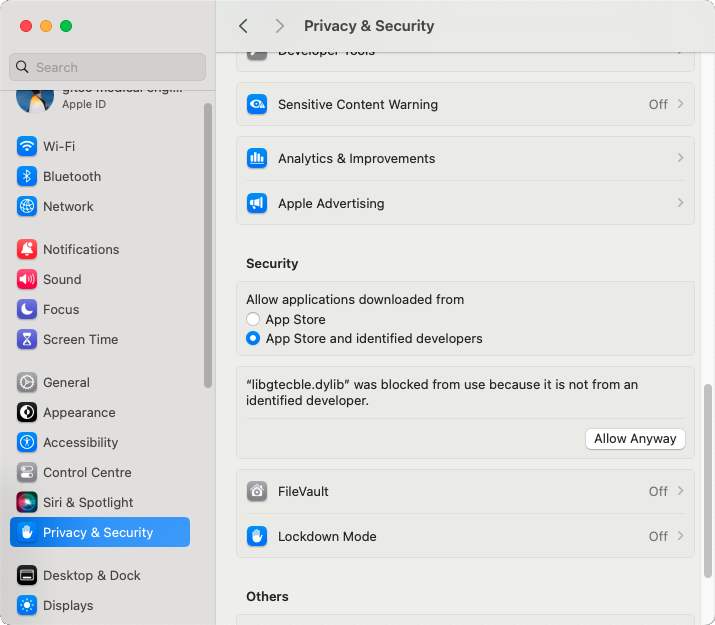 Search
Apple ID
Wi-Fi
Bluetooth
Network
Notifications
Sound
Focus
Screen Time
General
Appearance
Accessibility
Control Centre
Siri & Spotlight
Privacy & Security
Desktop & Dock
Displays
Privacy & Security
Developer Tools
Sensitive Content Warning Off
Analytics & Improvements
Apple Advertising
Security
Allow applications downloaded from
App Store
App Store and identified developers
“libgtecble.dylib” was blocked from use because it is not from an
identified developer.
Allow Anyway
FileVault Off
Lockdown Mode Off
Others